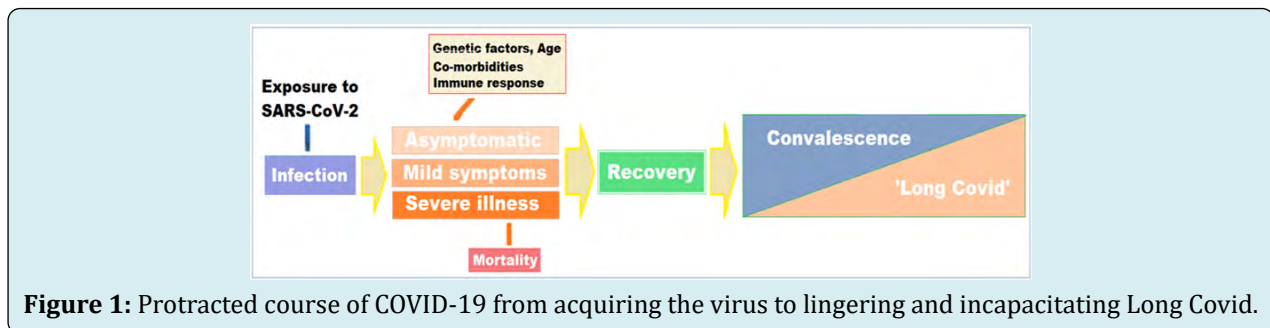 Genetic factors, Age
Co-morbidities
Immune response
Exposure to
SARS-CoV-2
Infection
Asymptomatic
Mild symptoms
Severe illness
Mortality
Recovery
Convalescence
'Long Covid'
Figure 1: Protracted course of COVID-19 from acquiring the virus to lingering and incapacitating Long Covid.